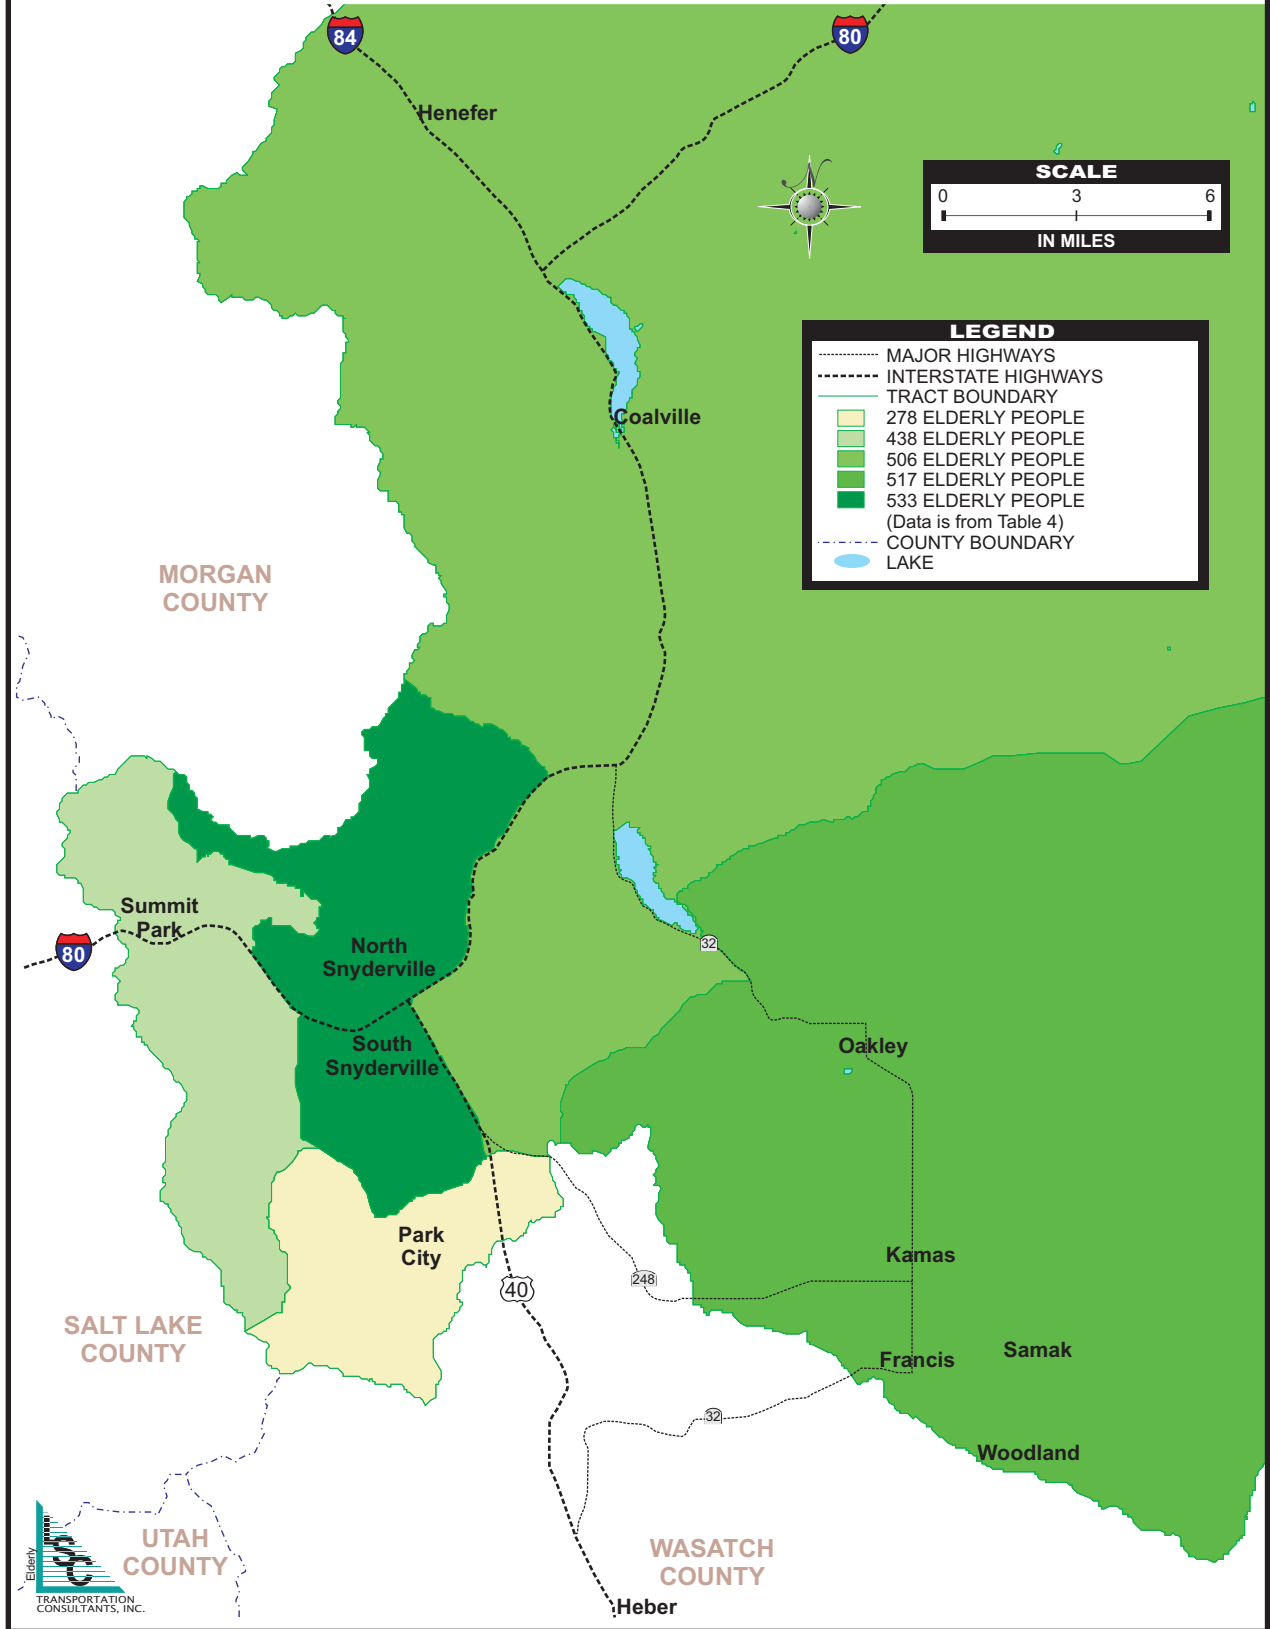 84
80
Henefer
N
SCALE
0 3 6
IN MILES
LEGEND
MAJOR HIGHWAYS
INTERSTATE HIGHWAYS
TRACT BOUNDARY
278 ELDERLY PEOPLE
438 ELDERLY PEOPLE
506 ELDERLY PEOPLE
517 ELDERLY PEOPLE
533 ELDERLY PEOPLE
(Data is from Table 4)
COUNTY BOUNDARY
LAKE
Coalville
MORGAN
COUNTY
Summit
Park
80
North
Snyderville
32
South
Snyderville
Oakley
Park
City
Kamas
248
40
SALT LAKE
COUNTY
Samak
Francis
32
Woodland
UTAH
COUNTY
WASATCH
COUNTY
Heber
Elderly
LSC
TRANSPORTATION
CONSULTANTS, INC.